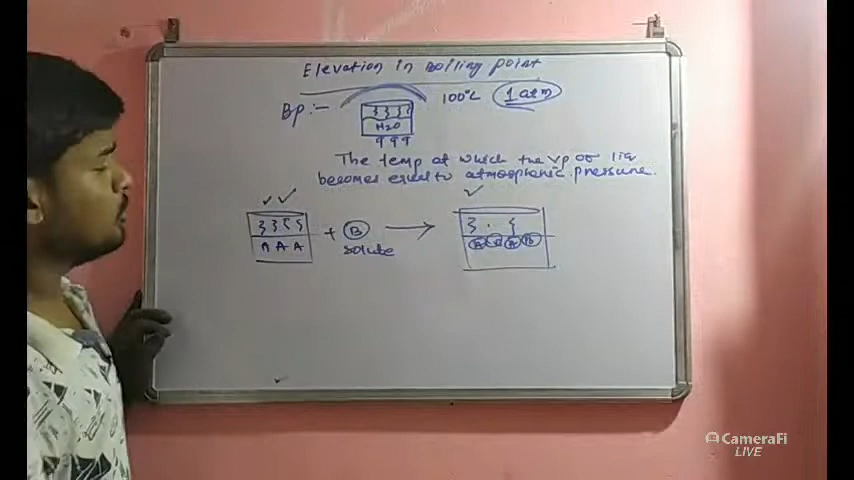 Elevation in Boiling point
Bp:- 100°C 1 atm
H2O
The temp at which the vp of liq
becomes equal to atmospheric pressure.
A A A + B → A A B
solute
CameraFi
LIVE